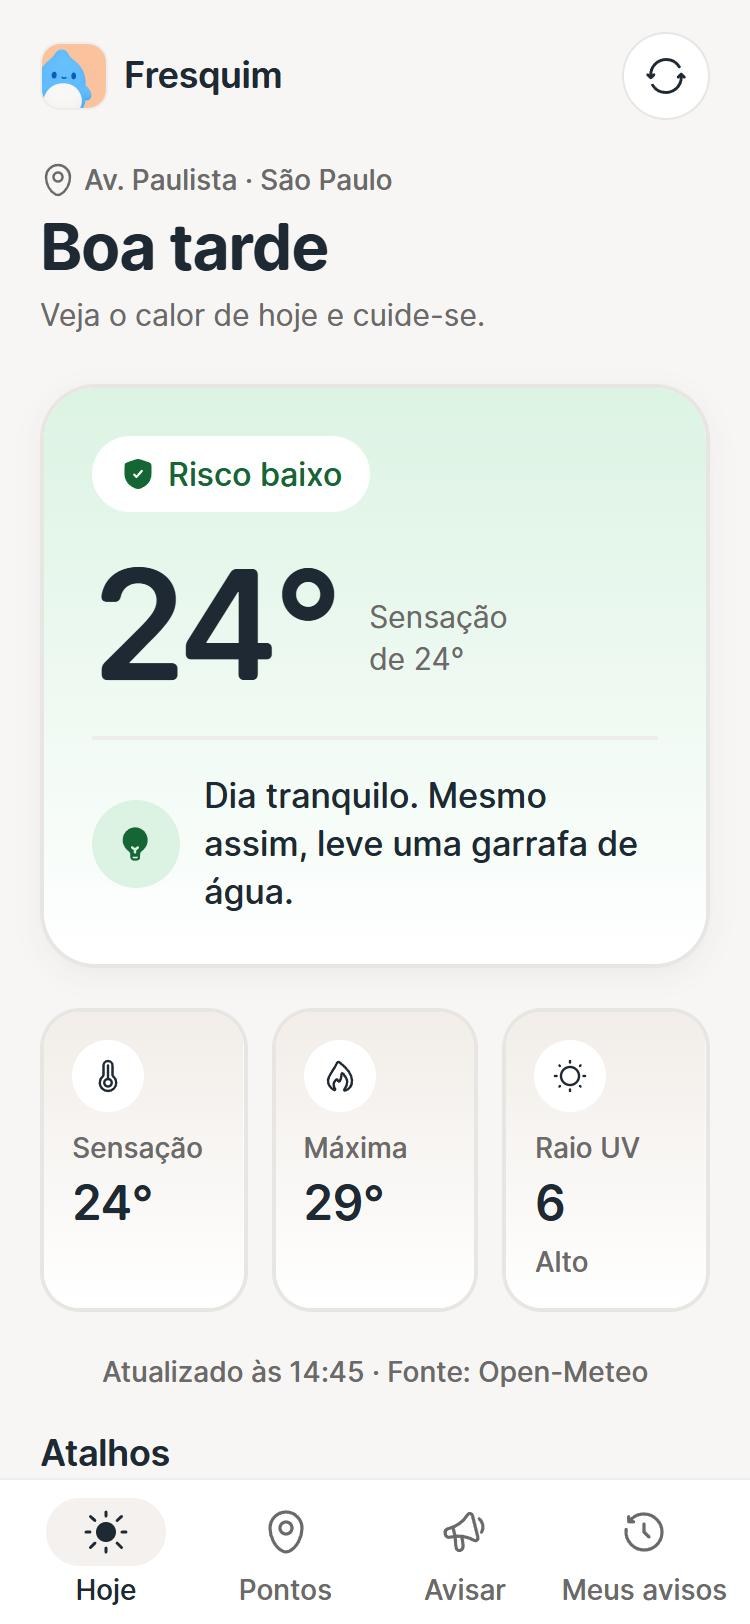 Fresquim
Av. Paulista · São Paulo
Boa tarde
Veja o calor de hoje e cuide-se.
Risco baixo
24°
Sensação
de 24°
Dia tranquilo. Mesmo
assim, leve uma garrafa de
água.
Sensação
24°
Máxima
29°
Raio UV
6
Alto
Atualizado às 14:45 · Fonte: Open-Meteo
Atalhos
Hoje
Pontos
Avisar
Meus avisos